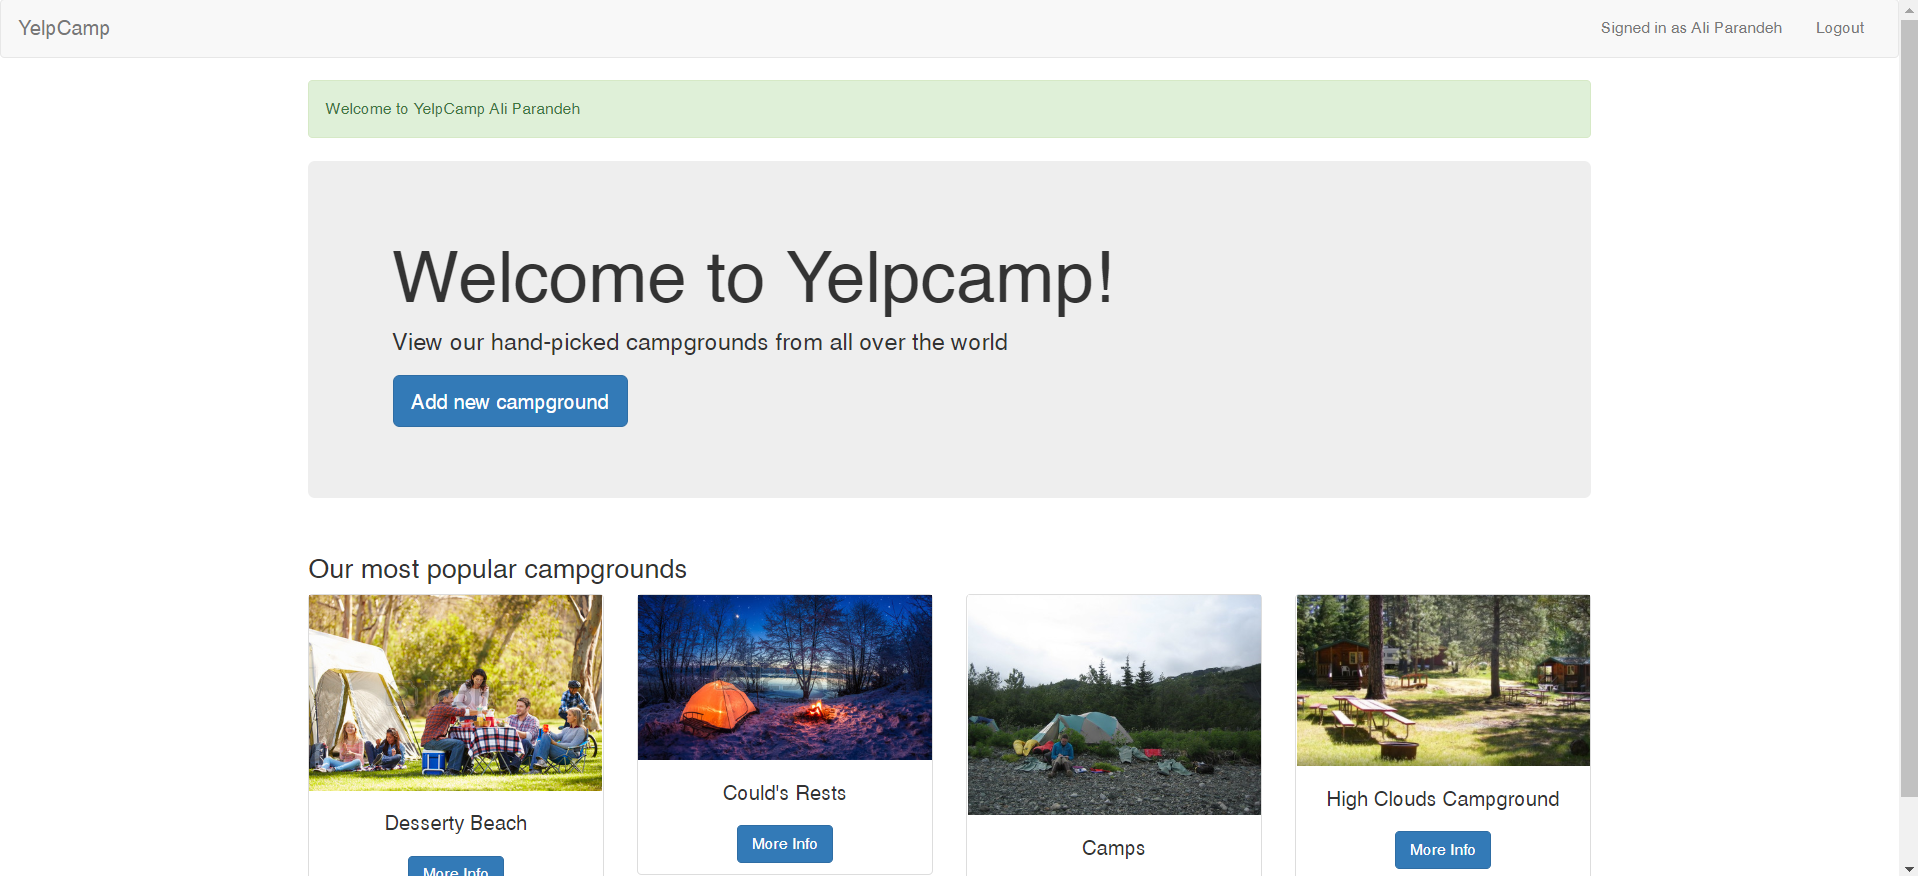 YelpCamp
Signed in as Ali Parandeh
Logout
Welcome to YelpCamp Ali Parandeh
Welcome to Yelpcamp!
View our hand-picked campgrounds from all over the world
Add new campground
Our most popular campgrounds
Desserty Beach
More Info
Could's Rests
More Info
Camps
High Clouds Campground
More Info